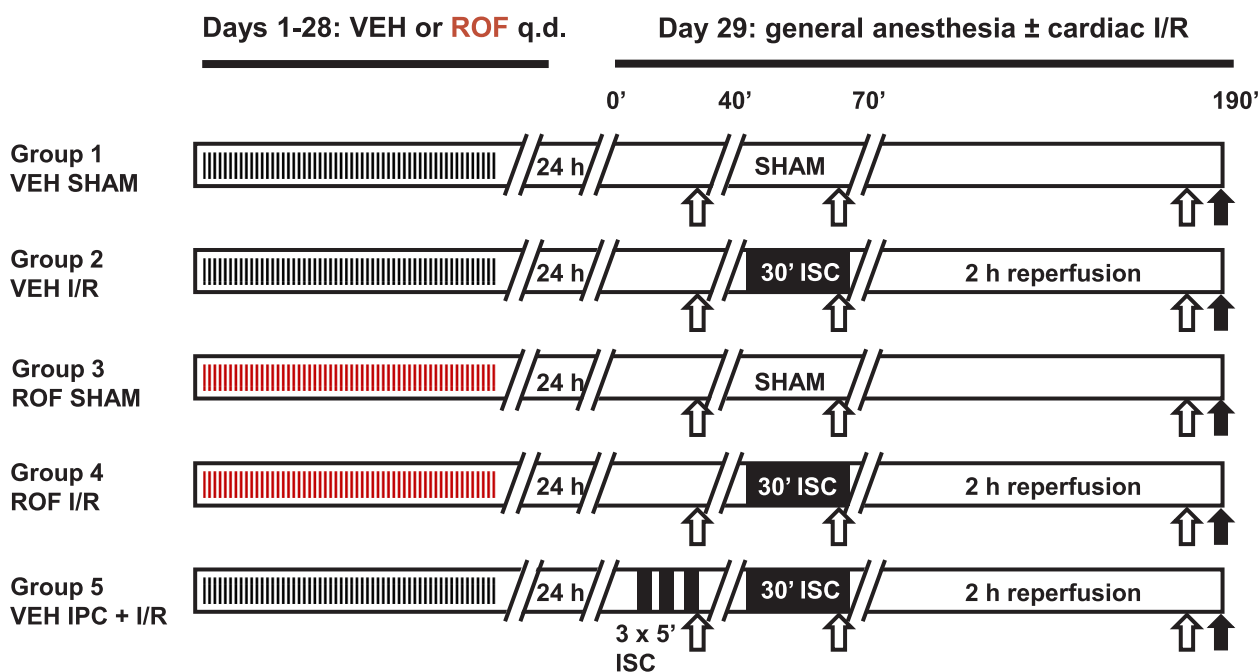 Days 1-28: VEH or ROF q.d.
Day 29: general anesthesia ± cardiac I/R
0’ 40’ 70’ 190’
Group 1
VEH SHAM
24 h
SHAM
Group 2
VEH I/R
24 h
30’ ISC
2 h reperfusion
Group 3
ROF SHAM
24 h
SHAM
Group 4
ROF I/R
24 h
30’ ISC
2 h reperfusion
Group 5
VEH IPC + I/R
24 h
3 x 5’
ISC
30’ ISC
2 h reperfusion